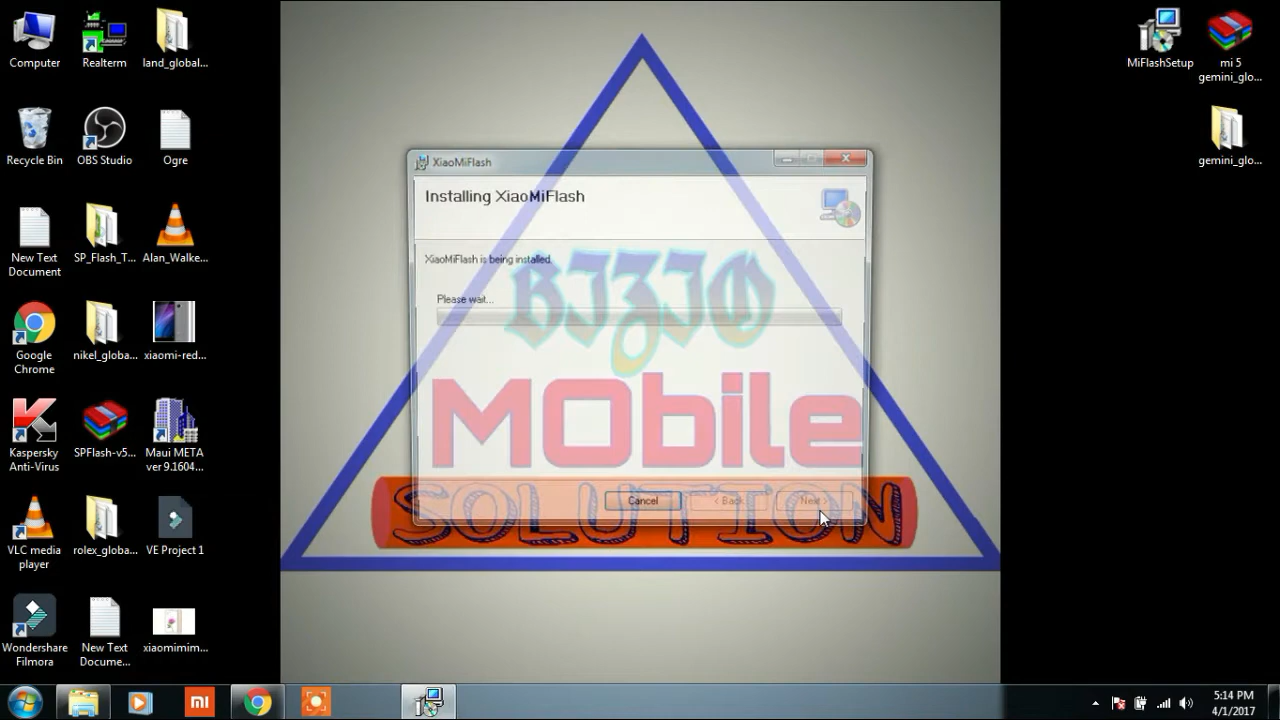 Computer
Realterm
land_global...
Recycle Bin
OBS Studio
Ogre
New Text
Document
SP_Flash_T...
Alan_Walke...
Google
Chrome
nikel_globa...
xiaomi-red...
Kaspersky
Anti-Virus
SPFlash-v5...
Maui META
ver 9.1604...
VLC media
player
rolex_globa...
VE Project 1
Wondershare
Filmora
New Text
Docume...
xiaomimim...
MiFlashSetup
mi 5
gemini_glo...
gemini_glo...
XiaoMiFlash
Installing XiaoMiFlash
XiaoMiFlash is being installed.
Please wait...
BIZIO
MObile
SOLUTION
Cancel
< Back
Next >
mi
5:14 PM
4/1/2017